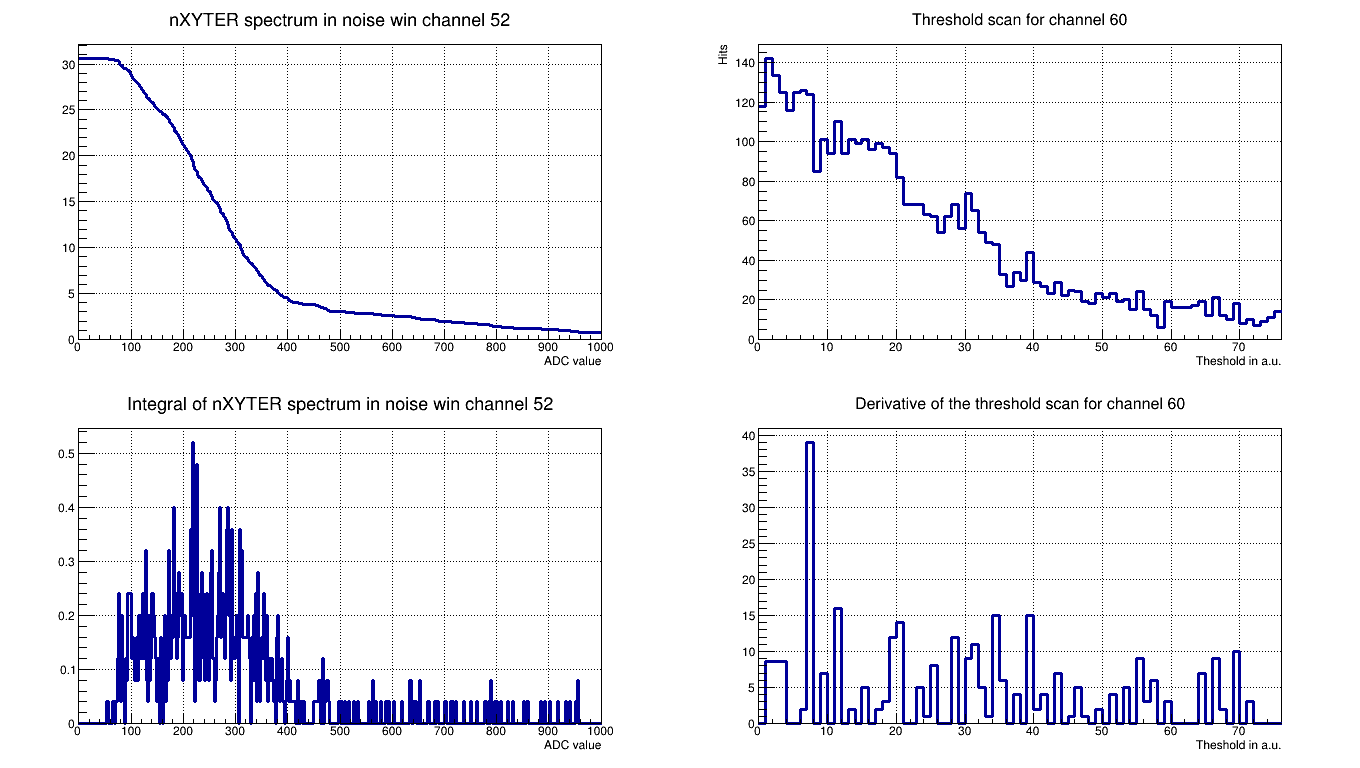 nXYTER spectrum in noise win channel 52
30
25
20
15
10
5
0
0 100 200 300 400 500 600 700 800 900 1000
ADC value
Threshold scan for channel 60
Hits
140
120
100
80
60
40
20
0
0 10 20 30 40 50 60 70
Theshold in a.u.
Integral of nXYTER spectrum in noise win channel 52
0.5
0.4
0.3
0.2
0.1
0
0 100 200 300 400 500 600 700 800 900 1000
ADC value
Derivative of the threshold scan for channel 60
40
35
30
25
20
15
10
5
0
0 10 20 30 40 50 60 70
Theshold in a.u.